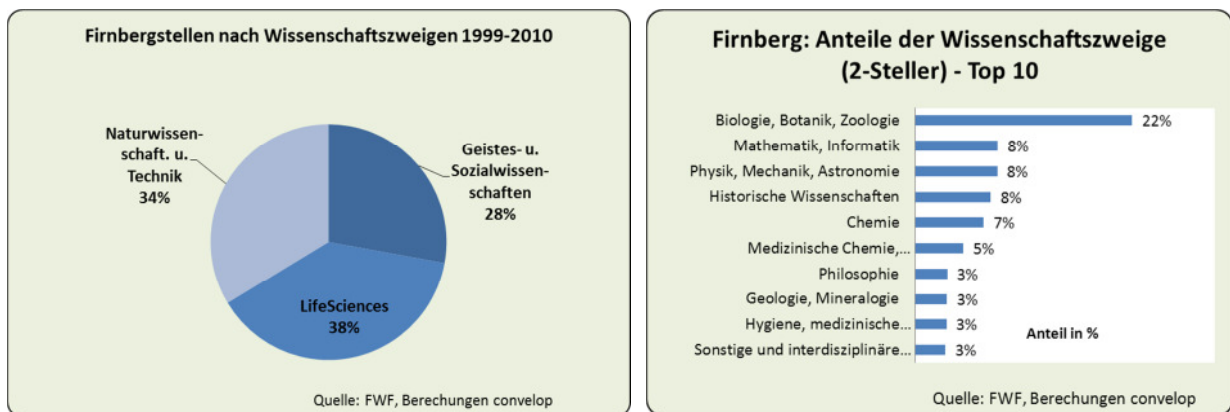 Firnbergstellen nach Wissenschaftszweigen 1999-2010
Naturwissen-
schaft. u.
Technik
34%
Geistes- u.
Sozialwissen-
schaften
28%
LifeSciences
38%
Quelle: FWF, Berechungen convelop
Firnberg: Anteile der Wissenschaftszweige
(2-Steller) - Top 10
Biologie, Botanik, Zoologie 22%
Mathematik, Informatik 8%
Physik, Mechanik, Astronomie 8%
Historische Wissenschaften 8%
Chemie 7%
Medizinische Chemie,... 5%
Philosophie 3%
Geologie, Mineralogie 3%
Hygiene, medizinische... 3%
Sonstige und interdisziplinäre... 3%
Anteil in %
Quelle: FWF, Berechungen convelop